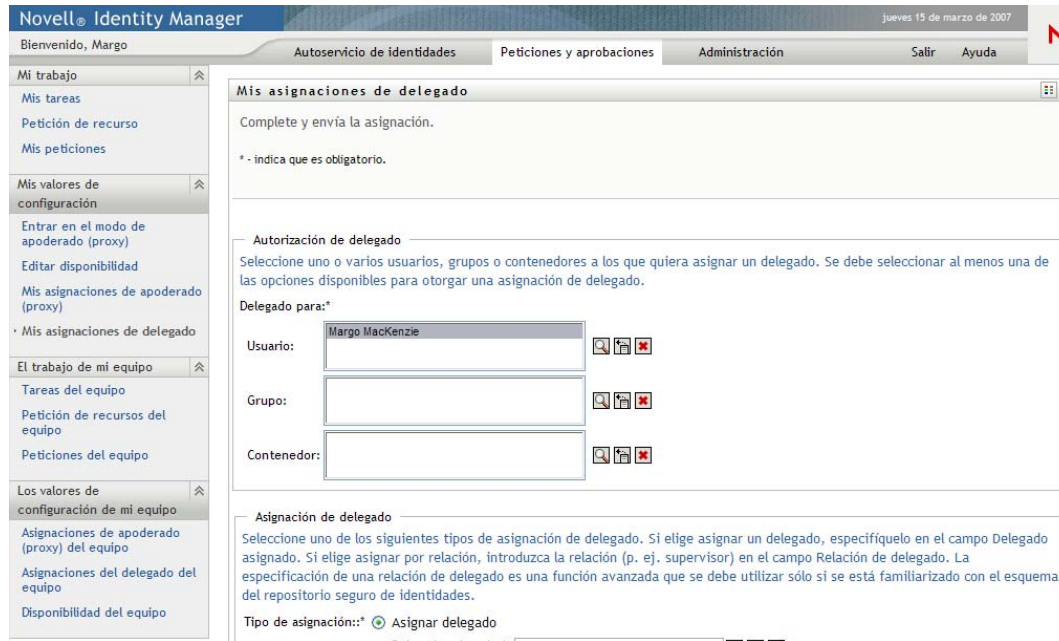 Novell® Identity Manager
jueves 15 de marzo de 2007
Bienvenido, Margo
Autoservicio de identidades
Peticiones y aprobaciones
Administración
Salir
Ayuda
Mi trabajo
Mis tareas
Petición de recurso
Mis peticiones
Mis valores de
configuración
Entrar en el modo de
apoderado (proxy)
Editar disponibilidad
Mis asignaciones de apoderado
(proxy)
Mis asignaciones de delegado
El trabajo de mi equipo
Tareas del equipo
Petición de recursos del
equipo
Peticiones del equipo
Los valores de
configuración de mi equipo
Asignaciones de apoderado
(proxy) del equipo
Asignaciones del delegado del
equipo
Disponibilidad del equipo
Mis asignaciones de delegado
Complete y envía la asignación.
* - indica que es obligatorio.
Autorización de delegado
Seleccione uno o varios usuarios, grupos o contenedores a los que quiera asignar un delegado. Se debe seleccionar al menos una de
las opciones disponibles para otorgar una asignación de delegado.
Delegado para:*
Usuario:
Margo MacKenzie
Grupo:
Contenedor:
Asignación de delegado
Seleccione uno de los siguientes tipos de asignación de delegado. Si elige asignar un delegado, especifíquelo en el campo Delegado
asignado. Si elige asignar por relación, introduzca la relación (p. ej. supervisor) en el campo Relación de delegado. La
especificación de una relación de delegado es una función avanzada que se debe utilizar sólo si se está familiarizado con el esquema
del repositorio seguro de identidades.
Tipo de asignación::* Asignar delegado